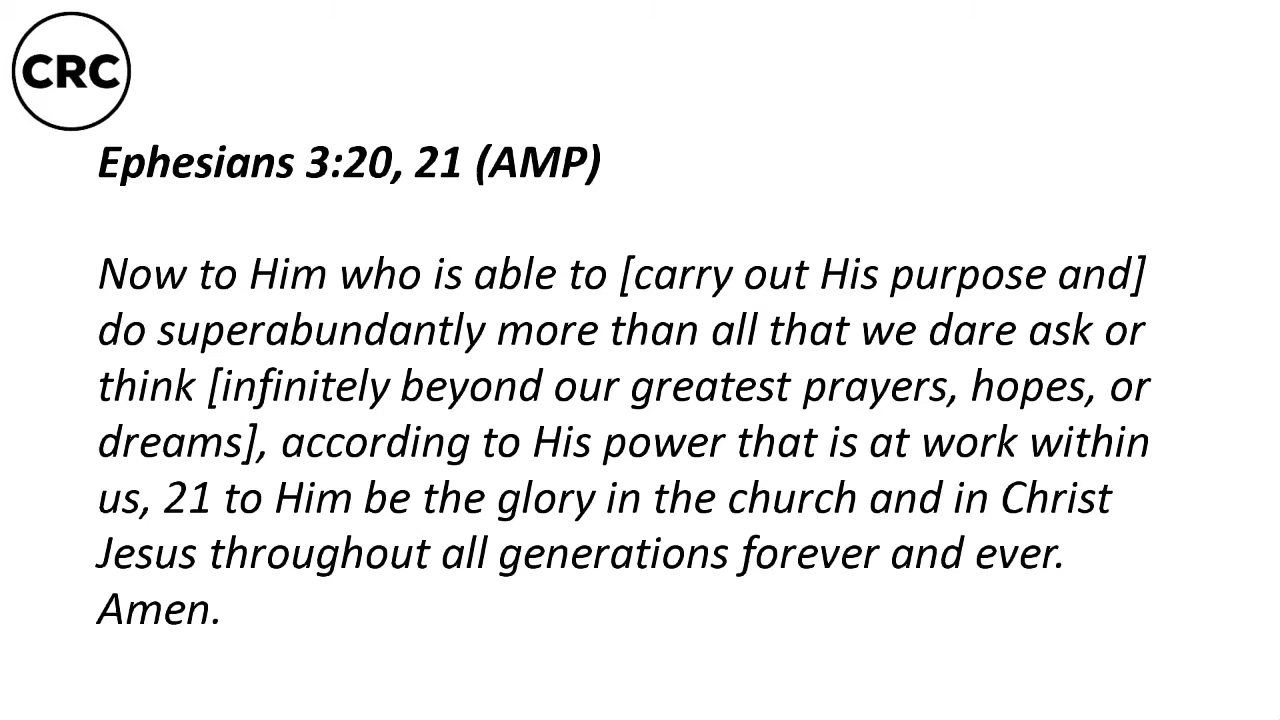 CRC
Ephesians 3:20, 21 (AMP)
Now to Him who is able to [carry out His purpose and]
do superabundantly more than all that we dare ask or
think [infinitely beyond our greatest prayers, hopes, or
dreams], according to His power that is at work within
us, 21 to Him be the glory in the church and in Christ
Jesus throughout all generations forever and ever.
Amen.